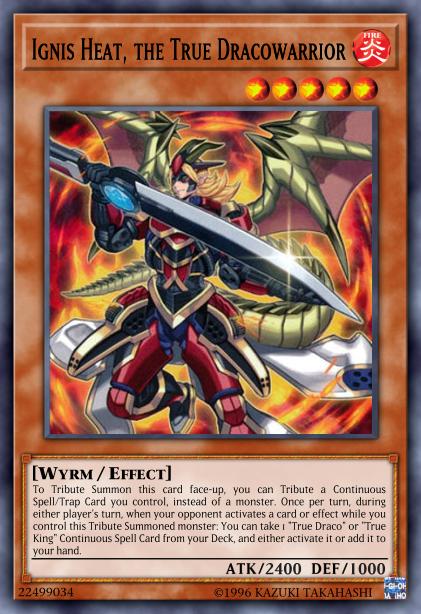 IGNIS HEAT, THE TRUE DRACOWARRIOR
FIRE
炎
[WYRM / EFFECT]
To Tribute Summon this card face-up, you can Tribute a Continuous
Spell/Trap Card you control, instead of a monster. Once per turn, during
either player's turn, when your opponent activates a card or effect while you
control this Tribute Summoned monster: You can take 1 "True Draco" or "True
King" Continuous Spell Card from your Deck, and either activate it or add it to
your hand.
ATK/2400 DEF/1000
22499034
©1996 KAZUKI TAKAHASHI